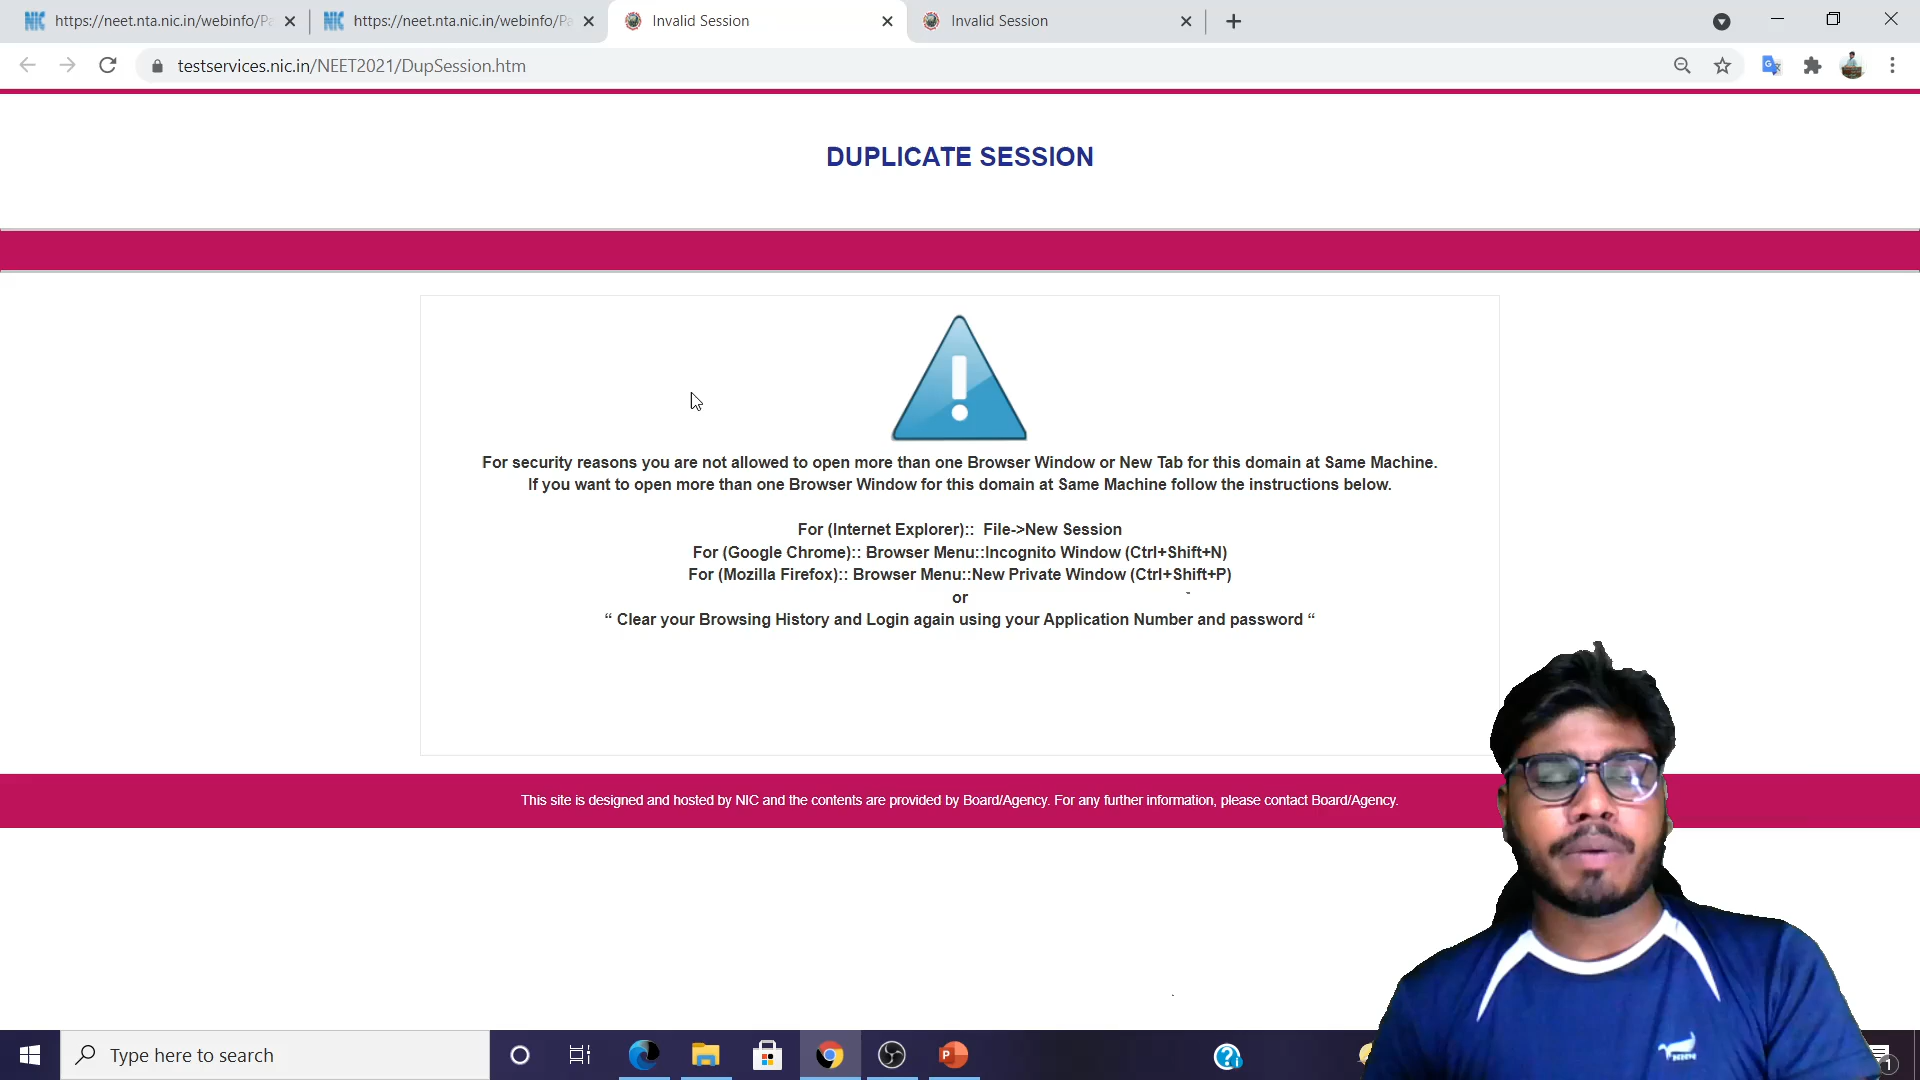 NIC https://neet.nta.nic.in/webinfo/Pa
NIC https://neet.nta.nic.in/webinfo/Pa
Invalid Session
Invalid Session
testservices.nic.in/NEET2021/DupSession.htm
DUPLICATE SESSION
For security reasons you are not allowed to open more than one Browser Window or New Tab for this domain at Same Machine.
If you want to open more than one Browser Window for this domain at Same Machine follow the instructions below.
For (Internet Explorer):: File->New Session
For (Google Chrome):: Browser Menu::Incognito Window (Ctrl+Shift+N)
For (Mozilla Firefox):: Browser Menu::New Private Window (Ctrl+Shift+P)
or
“ Clear your Browsing History and Login again using your Application Number and password “
This site is designed and hosted by NIC and the contents are provided by Board/Agency. For any further information, please contact Board/Agency.
Type here to search
1